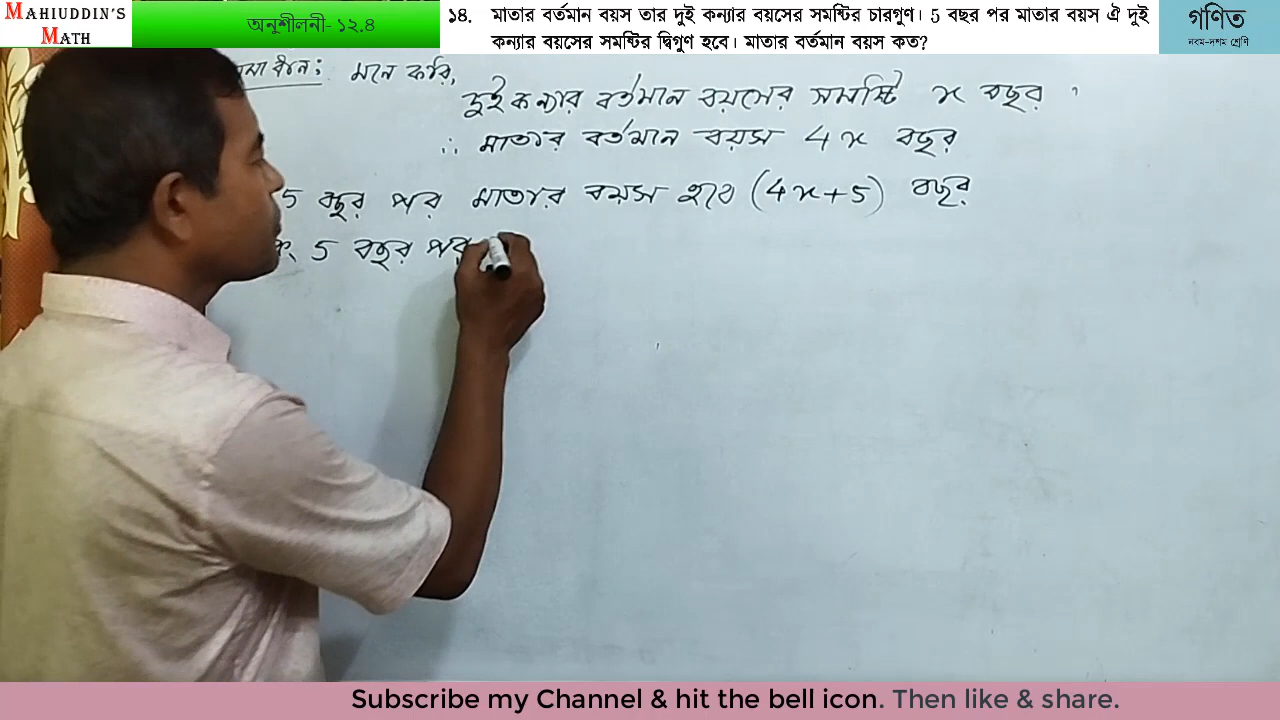 MAHIUDDIN'S
MATH
অনুশীলনী- ১২.৪
১৪. মাতার বর্তমান বয়স তার দুই কন্যার বয়সের সমষ্টির চারগুণ। 5 বছর পর মাতার বয়স ঐ দুই
কন্যার বয়সের সমষ্টির দ্বিগুণ হবে। মাতার বর্তমান বয়স কত?
গণিত
নবম-দশম শ্রেণি
মনে করি,
দুই কন্যার বর্তমান বয়সের সমষ্টি x বছর
∴ মাতার বর্তমান বয়স 4x বছর
5 বছর পর মাতার বয়স হবে (4x+5) বছর
5 বছর পর
Subscribe my Channel & hit the bell icon. Then like & share.